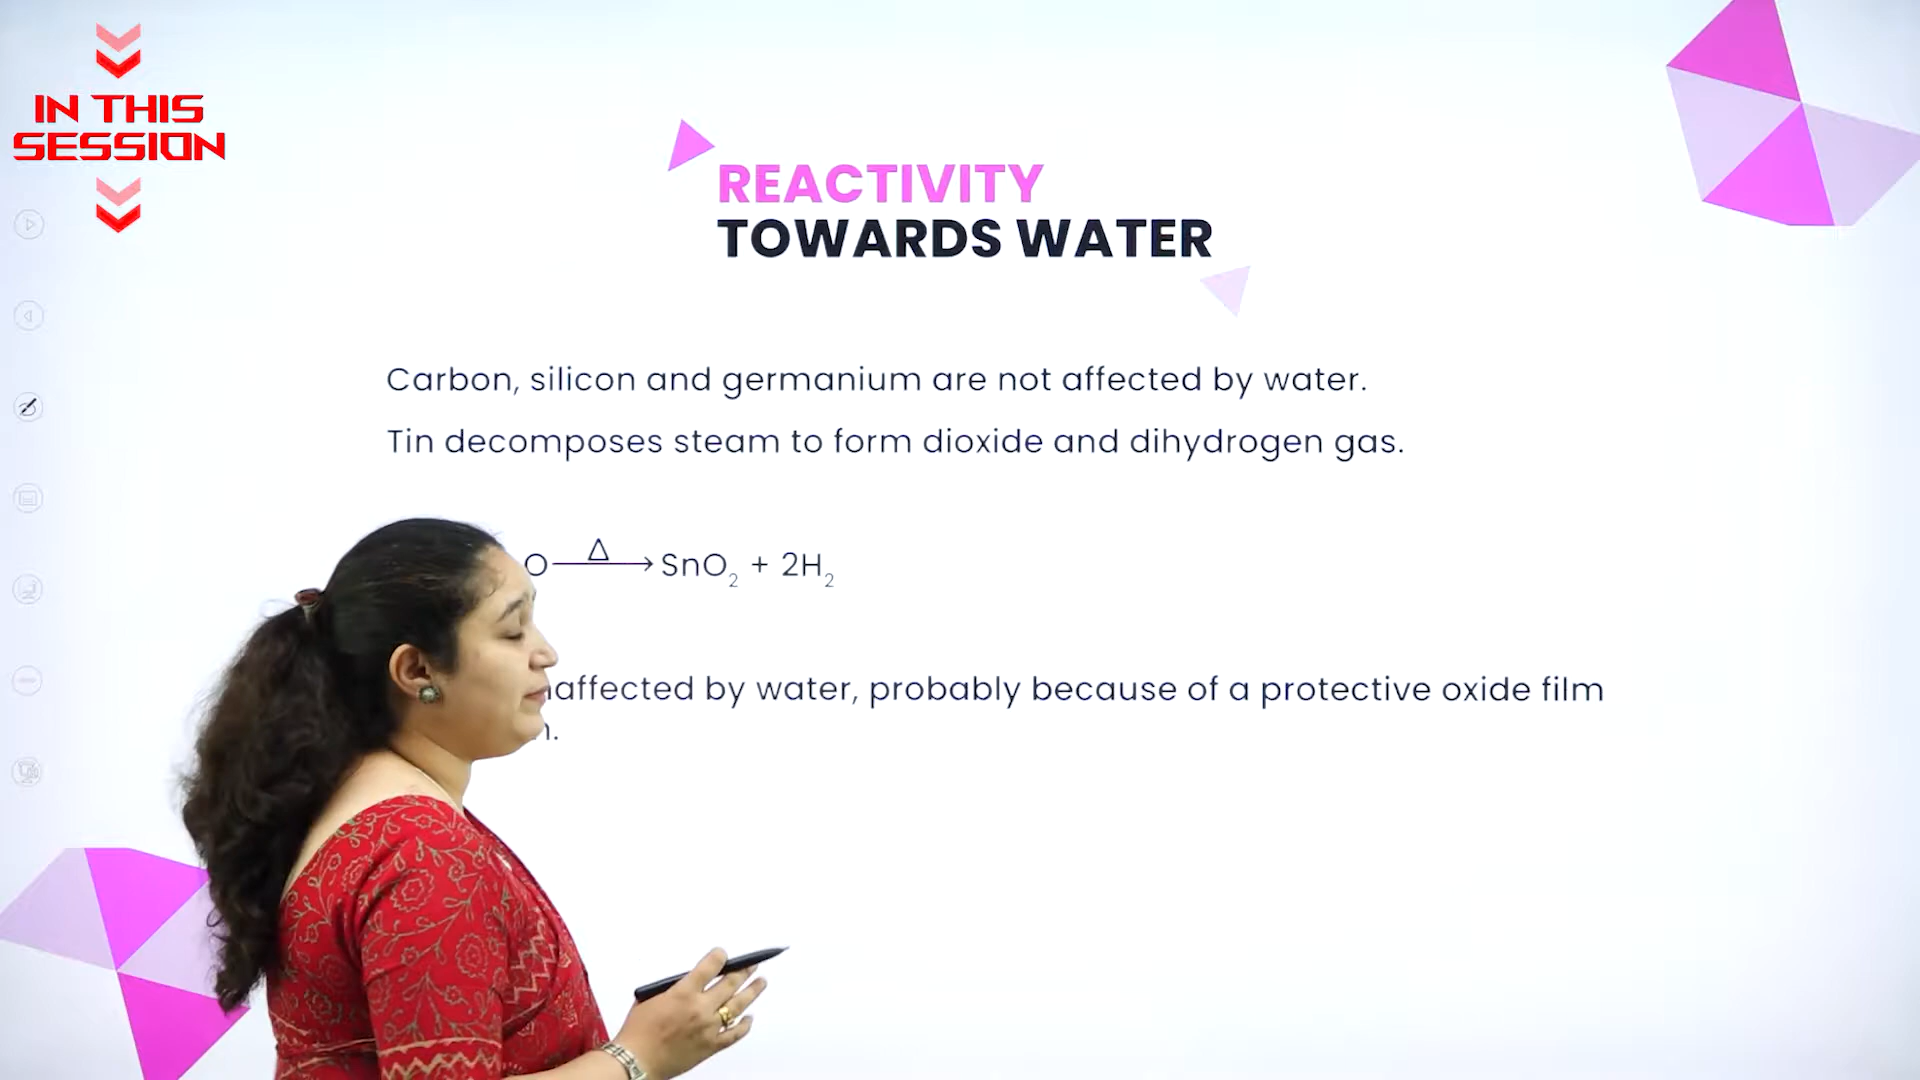 IN THIS
SESSION
REACTIVITY
TOWARDS WATER
Carbon, silicon and germanium are not affected by water.
Tin decomposes steam to form dioxide and dihydrogen gas.
O Δ→ SnO₂ + 2H₂
affected by water, probably because of a protective oxide film